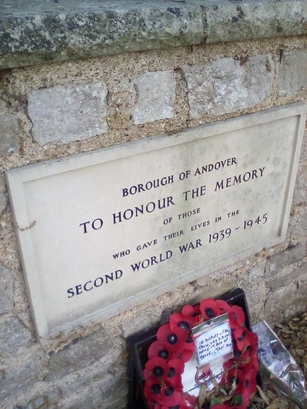 BOROUGH OF ANDOVER
TO HONOUR THE MEMORY
OF THOSE
WHO GAVE THEIR LIVES IN THE
SECOND WORLD WAR 1939-1945